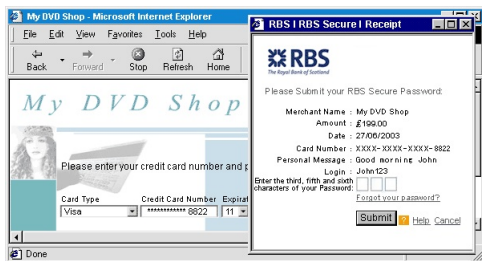 My DVD Shop - Microsoft Internet Explorer
File Edit View Favorites Tools Help
Back Forward Stop Refresh Home
My DVD Shop
Please enter your credit card number and p
Card Type Credit Card Number Expirat
Visa ************ 8822 11
Done
RBS I RBS Secure I Receipt
RBS
The Royal Bank of Scotland
Please Submit your RBS Secure Password:
Merchant Name : My DVD Shop
Amount : £199.00
Date : 27/06/2003
Card Number : XXXX-XXXX-XXXX-8822
Personal Message : Good morning John
Login : John123
Enter the third, fifth and sixth
characters of your Password:
Forgot your password?
Submit ? Help Cancel